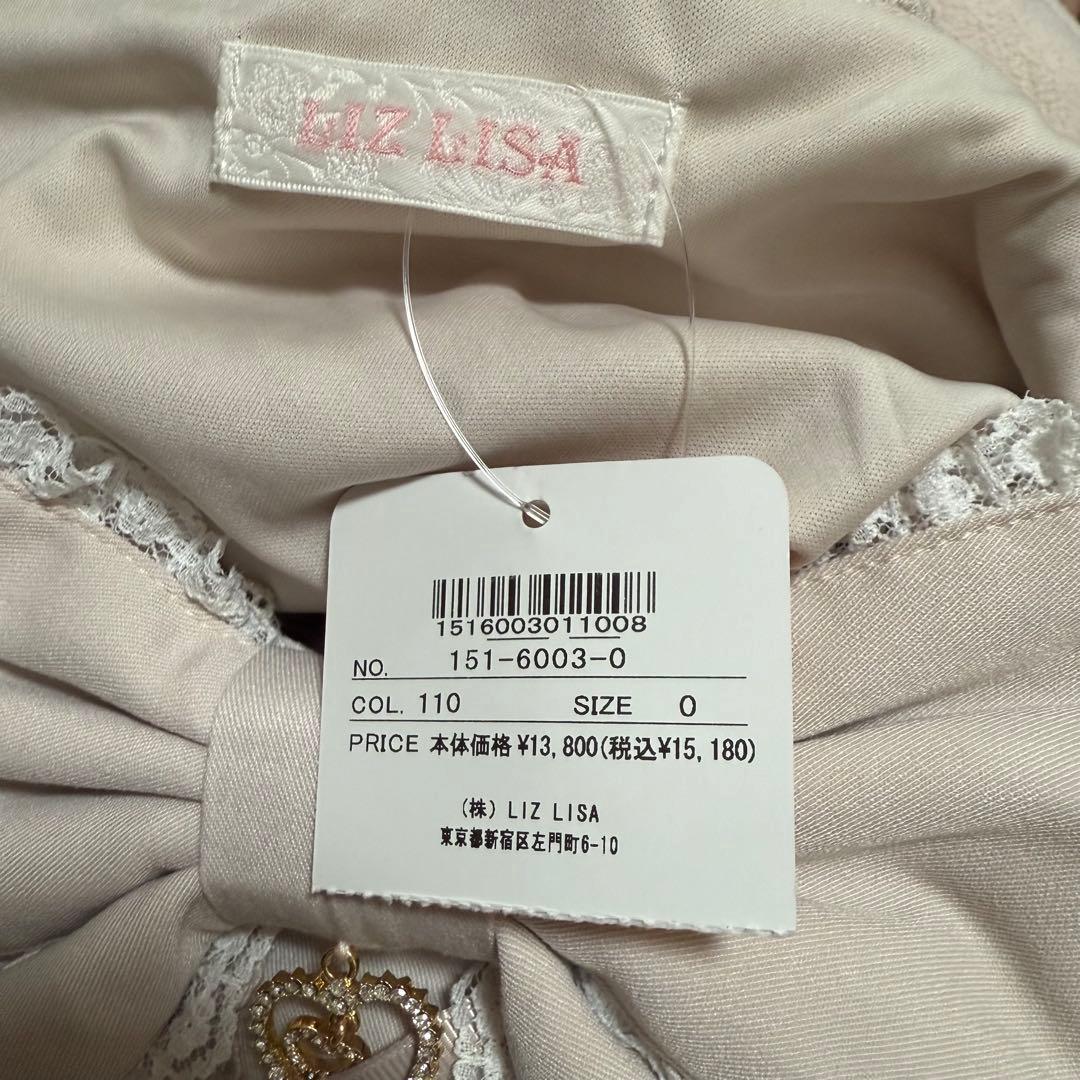 LIZ LISA
1516003011008
NO. 151-6003-0
COL. 110 SIZE 0
PRICE 本体価格 ¥13,800(税込¥15,180)
(株) LIZ LISA
東京都新宿区左門町6-10